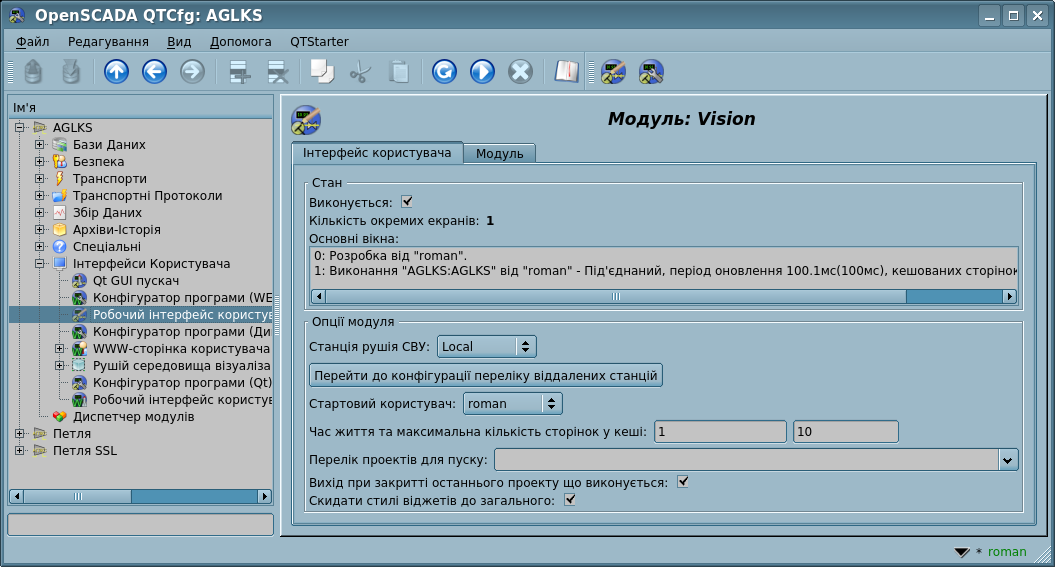 OpenSCADA QTCfg: AGLKS
Файл Редагування Вид Допомога QTStarter
Ім'я
AGLKS
Бази Даних
Безпека
Транспорти
Транспортні Протоколи
Збір Даних
Архіви-Історія
Спеціальні
Інтерфейси Користувача
Qt GUI пускач
Конфігуратор програми (WE
Робочий інтерфейс користув
Конфігуратор програми (Ди
WWW-сторінка користувача
Рушій середовища візуаліза
Конфігуратор програми (Qt)
Робочий інтерфейс користув
Диспетчер модулів
Петля
Петля SSL
Модуль: Vision
Інтерфейс користувача Модуль
Стан
Виконується:
Кількість окремих екранів: 1
Основні вікна:
0: Розробка від "roman".
1: Виконання "AGLKS:AGLKS" від "roman" - Під'єднаний, період оновлення 100.1мс(100мс), кешованих сторінок
Опції модуля
Станція рушія СВУ: Local
Перейти до конфігурації переліку віддалених станцій
Стартовий користувач: roman
Час життя та максимальна кількість сторінок у кеші: 1 10
Перелік проектів для пуску:
Вихід при закритті останнього проекту що виконується:
Скидати стилі віджетів до загального:
* roman